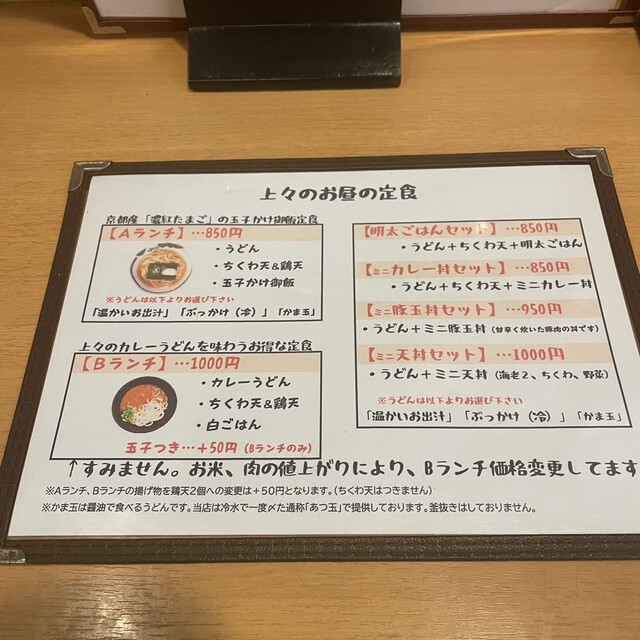 上々のお昼の定食
京都産「濃紅たまご」の玉子かけ御飯定食
【Aランチ】…850円
・うどん
・ちくわ天&鶏天
・玉子かけ御飯
※うどんは以下よりお選び下さい
「温かいお出汁」「ぶっかけ(冷)」「かま玉」
上々のカレーうどんを味わうお得な定食
【Bランチ】…1000円
・カレーうどん
・ちくわ天&鶏天
・白ごはん
玉子つき…+50円(Bランチのみ)
【明太ごはんセット】…850円
・うどん+ちくわ天+明太ごはん
【ミニカレー丼セット】…850円
・うどん+ちくわ天+ミニカレー丼
【ミニ豚玉丼セット】…950円
・うどん+ミニ豚玉丼(甘辛く炊いた豚肉の丼です)
【ミニ天丼セット】…1000円
・うどん+ミニ天丼(海老2、ちくわ、野菜)
※うどんは以下よりお選び下さい
「温かいお出汁」「ぶっかけ(冷)」「かま玉」
↑すみません。お米、肉の値上がりにより、Bランチ価格変更してます
※Aランチ、Bランチの揚げ物を鶏天2個への変更は+50円となります。(ちくわ天はつきません)
※かま玉は醤油で食べるうどんです。当店は冷水で一度〆た通称「あつ玉」で提供しております。釜抜きはしておりません。